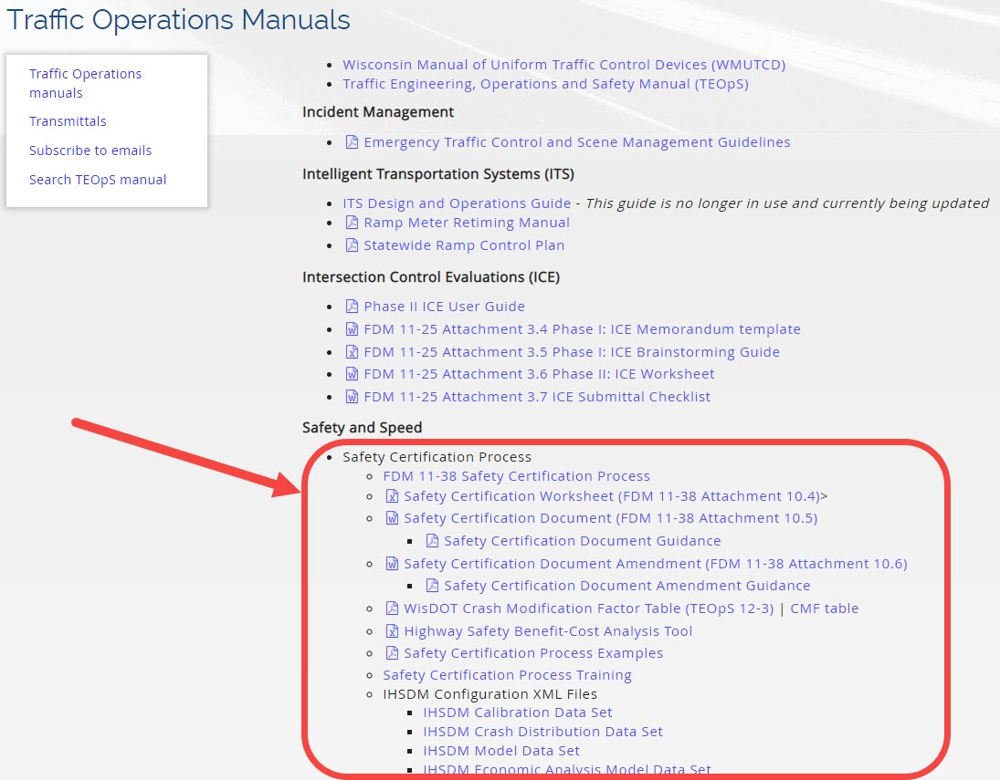 Traffic Operations Manuals
Traffic Operations
manuals
Transmittals
Subscribe to emails
Search TEOpS manual
Wisconsin Manual of Uniform Traffic Control Devices (WMUTCD)
Traffic Engineering, Operations and Safety Manual (TEOpS)
Incident Management
Emergency Traffic Control and Scene Management Guidelines
Intelligent Transportation Systems (ITS)
ITS Design and Operations Guide - This guide is no longer in use and currently being updated
Ramp Meter Retiming Manual
Statewide Ramp Control Plan
Intersection Control Evaluations (ICE)
Phase II ICE User Guide
FDM 11-25 Attachment 3.4 Phase I: ICE Memorandum template
FDM 11-25 Attachment 3.5 Phase I: ICE Brainstorming Guide
FDM 11-25 Attachment 3.6 Phase II: ICE Worksheet
FDM 11-25 Attachment 3.7 ICE Submittal Checklist
Safety and Speed
Safety Certification Process
FDM 11-38 Safety Certification Process
Safety Certification Worksheet (FDM 11-38 Attachment 10.4)>
Safety Certification Document (FDM 11-38 Attachment 10.5)
Safety Certification Document Guidance
Safety Certification Document Amendment (FDM 11-38 Attachment 10.6)
Safety Certification Document Amendment Guidance
WisDOT Crash Modification Factor Table (TEOpS 12-3) | CMF table
Highway Safety Benefit-Cost Analysis Tool
Safety Certification Process Examples
Safety Certification Process Training
IHSDM Configuration XML Files
IHSDM Calibration Data Set
IHSDM Crash Distribution Data Set
IHSDM Model Data Set
IHSDM Economic Analysis Model Data Set